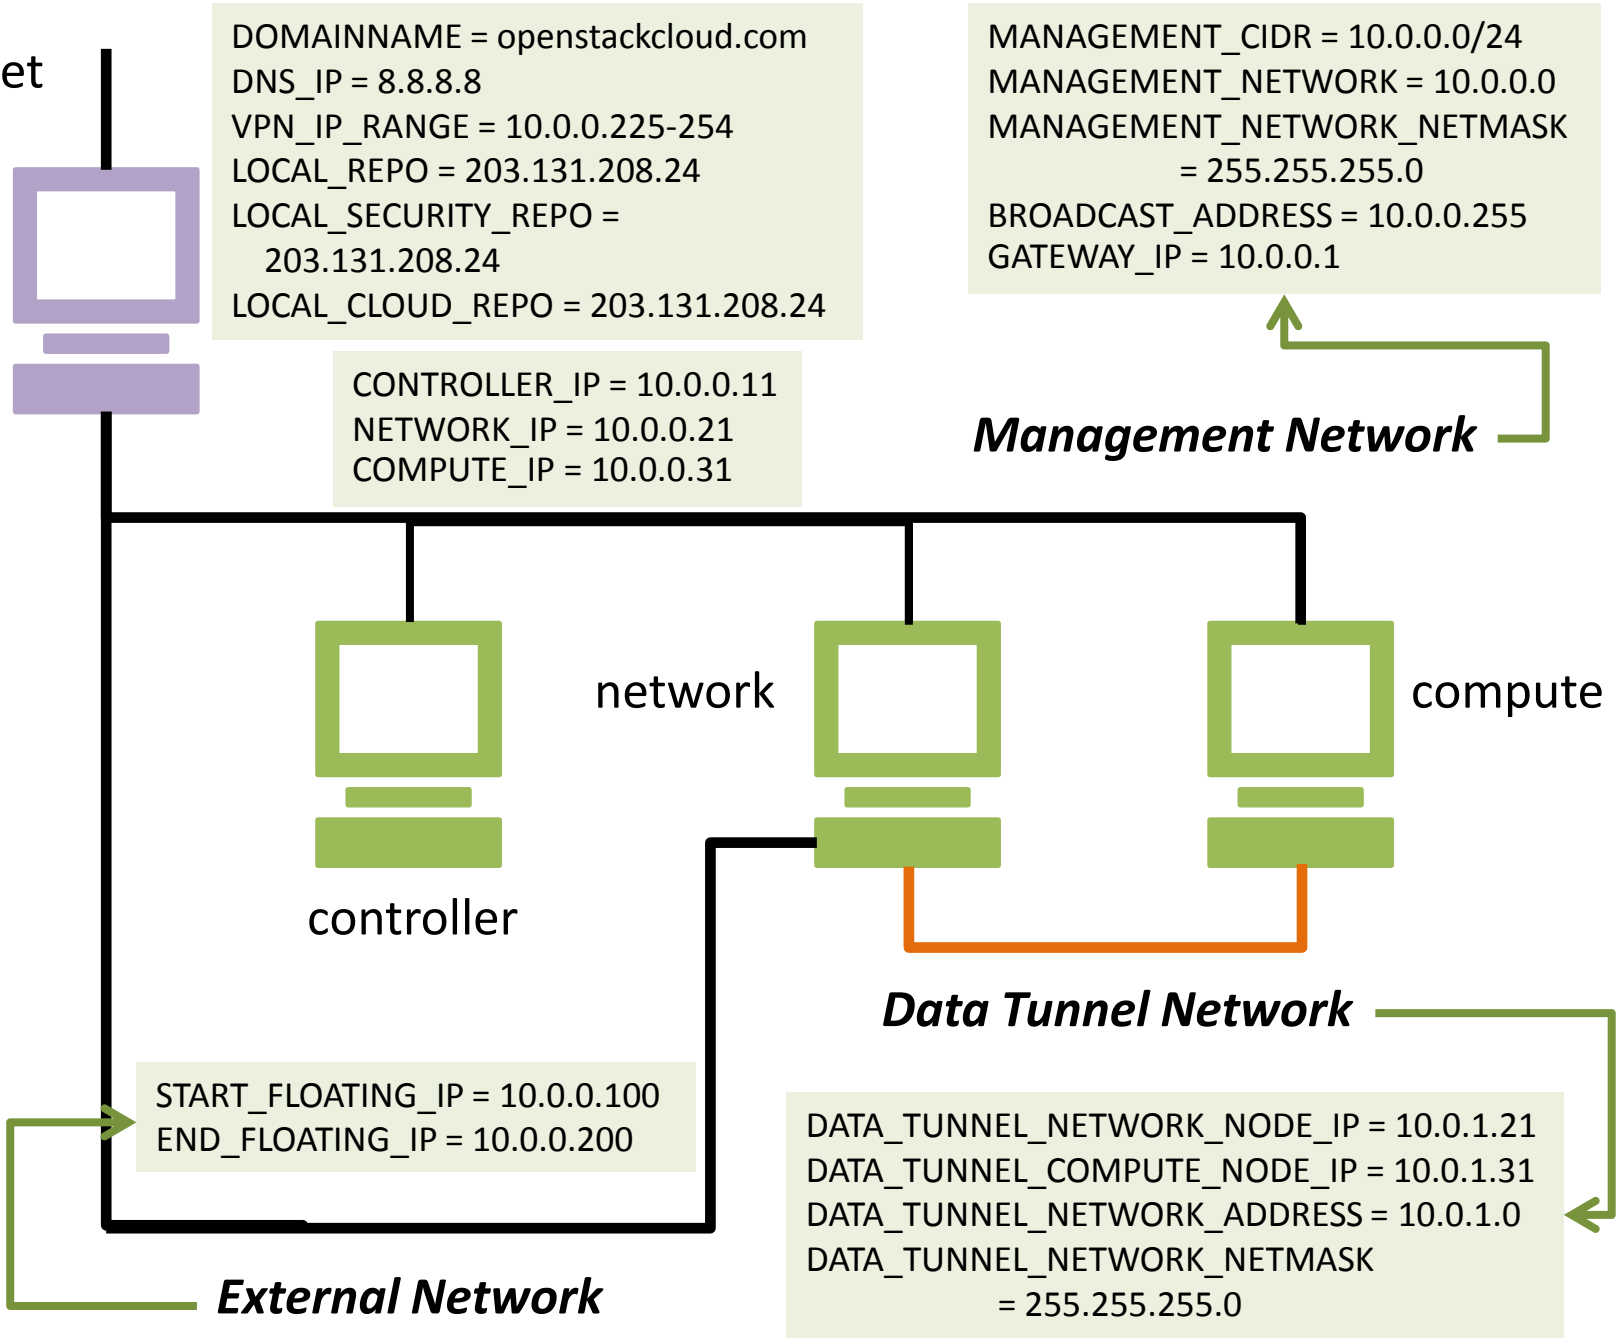 et
DOMAINNAME = openstackcloud.com
DNS_IP = 8.8.8.8
VPN_IP_RANGE = 10.0.0.225-254
LOCAL_REPO = 203.131.208.24
LOCAL_SECURITY_REPO =
203.131.208.24
LOCAL_CLOUD_REPO = 203.131.208.24
MANAGEMENT_CIDR = 10.0.0.0/24
MANAGEMENT_NETWORK = 10.0.0.0
MANAGEMENT_NETWORK_NETMASK
= 255.255.255.0
BROADCAST_ADDRESS = 10.0.0.255
GATEWAY_IP = 10.0.0.1
CONTROLLER_IP = 10.0.0.11
NETWORK_IP = 10.0.0.21
COMPUTE_IP = 10.0.0.31
Management Network
network
compute
controller
Data Tunnel Network
START_FLOATING_IP = 10.0.0.100
END_FLOATING_IP = 10.0.0.200
DATA_TUNNEL_NETWORK_NODE_IP = 10.0.1.21
DATA_TUNNEL_COMPUTE_NODE_IP = 10.0.1.31
DATA_TUNNEL_NETWORK_ADDRESS = 10.0.1.0
DATA_TUNNEL_NETWORK_NETMASK
= 255.255.255.0
External Network